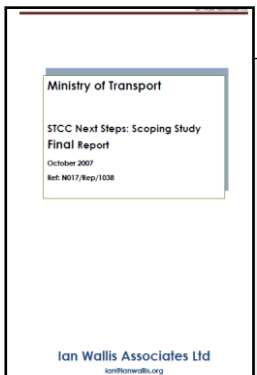 Ministry of Transport
STCC Next Steps: Scoping Study
Final Report
October 2007
Ref: N017/Rep/1038
Ian Wallis Associates Ltd
ian@ianwallis.org